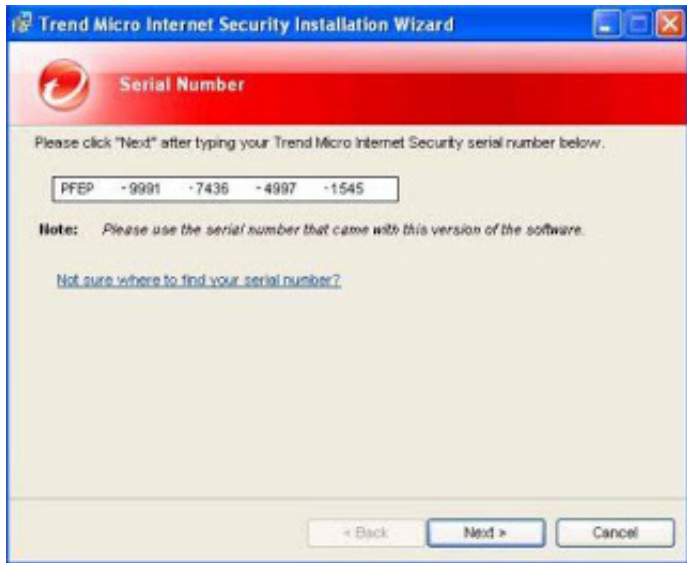 Trend Micro Internet Security Installation Wizard
Serial Number
Please click "Next" after typing your Trend Micro Internet Security serial number below.
PFEP -9991 -7436 -4997 -1545
Note: Please use the serial number that came with this version of the software.
Not sure where to find your serial number?
< Back Next > Cancel